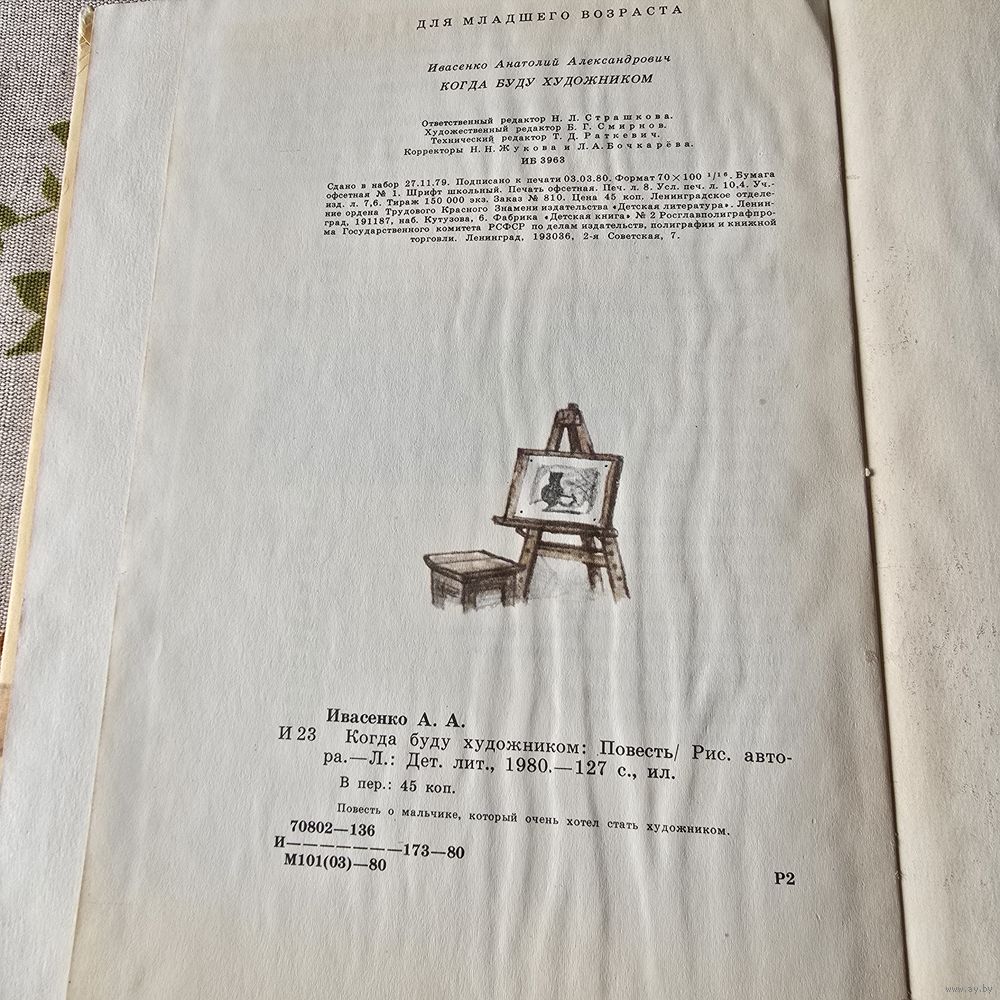 ДЛЯ МЛАДШЕГО ВОЗРАСТА
Ивасенко Анатолий Александрович
КОГДА БУДУ ХУДОЖНИКОМ
Ответственный редактор Н. Л. Страшкова.
Художественный редактор Б. Г. Смирнов.
Технический редактор Т. Д. Раткевич.
Корректоры Н. Н. Жукова и Л. А. Бочкарёва.
ИБ 3963
Сдано в набор 27.11.79. Подписано к печати 03.03.80. Формат 70×100 1/16. Бумага
офсетная № 1. Шрифт школьный. Печать офсетная. Печ. л. 8. Усл. печ. л. 10,4. Уч.-
изд. л. 7,6. Тираж 150 000 экз. Заказ № 810. Цена 45 коп. Ленинградское отделе-
ние ордена Трудового Красного Знамени издательства «Детская литература». Ленин-
град, 191187, наб. Кутузова, 6. Фабрика «Детская книга» № 2 Росглавполиграфпро-
ма Государственного комитета РСФСР по делам издательств, полиграфии и книжной
торговли. Ленинград, 193036, 2-я Советская, 7.
Ивасенко А. А.
И 23 Когда буду художником: Повесть/ Рис. авто-
ра.—Л.: Дет. лит., 1980.—127 с., ил.
В пер.: 45 коп.
Повесть о мальчике, который очень хотел стать художником.
70802—136
И———————173—80
М101(03)—80
Р2
www.ay.by